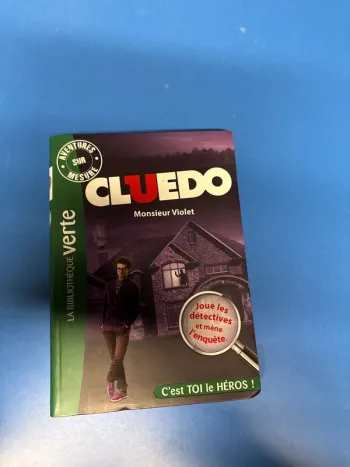 AVENTURES
SUR
MESURE
CLUEDO
Monsieur Violet
LA BIBLIOTHÈQUE verte
Joue les
détectives
et mène
l'enquête.
C'est TOI le HÉROS !